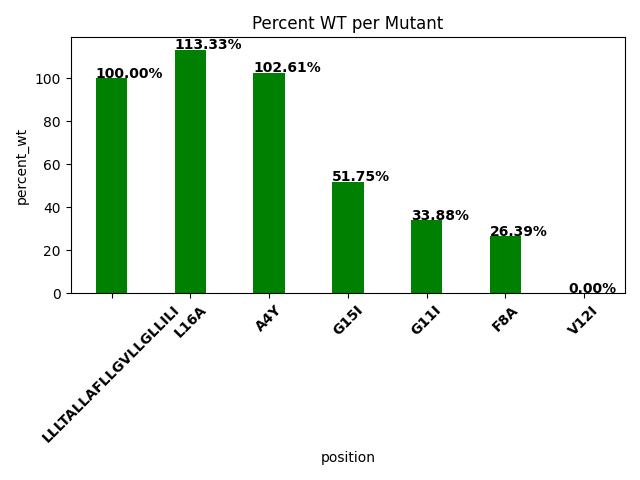 Percent WT per Mutant
percent_wt
100
80
60
40
20
0
100.00%
113.33%
102.61%
51.75%
33.88%
26.39%
0.00%
LLLTALLAFLLGVLLGLLILI
L16A
A4Y
G15I
G11I
F8A
V12I
position